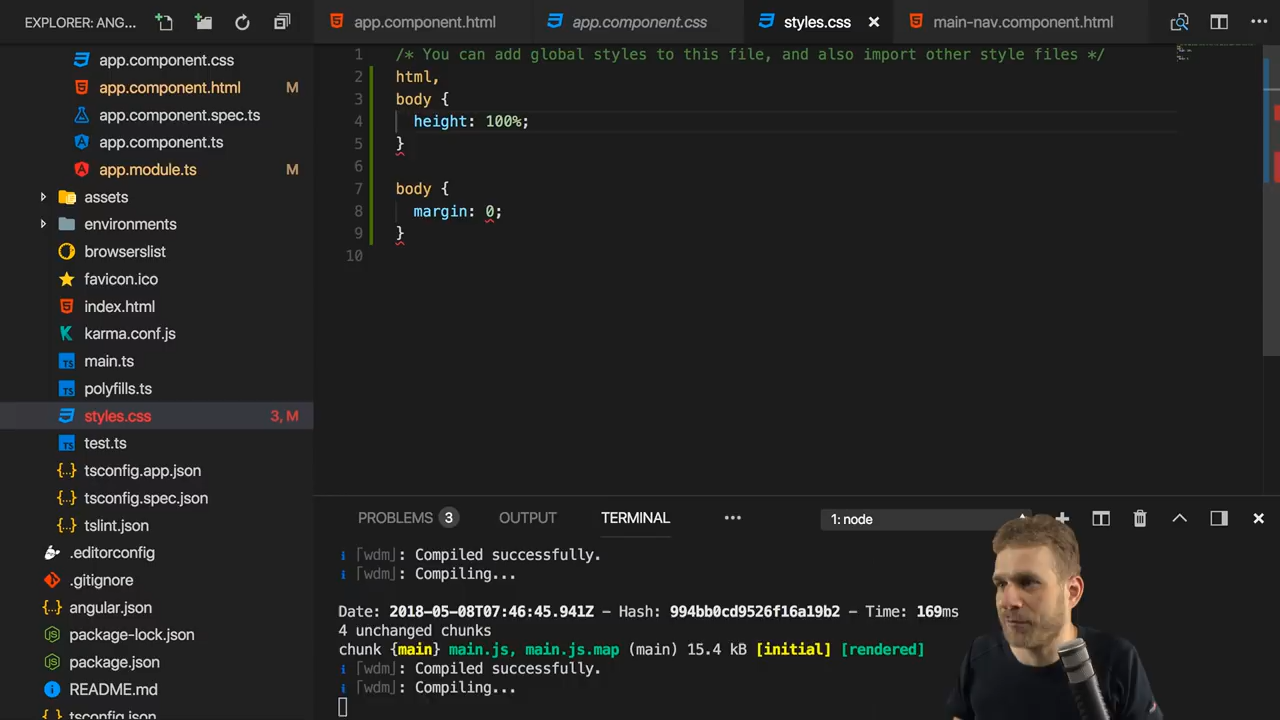 EXPLORER: ANG...
app.component.html
app.component.css
styles.css
main-nav.component.html
app.component.css
app.component.html M
app.component.spec.ts
app.component.ts
app.module.ts M
assets
environments
browserslist
favicon.ico
index.html
karma.conf.js
main.ts
polyfills.ts
styles.css 3, M
test.ts
tsconfig.app.json
tsconfig.spec.json
tslint.json
.editorconfig
.gitignore
angular.json
package-lock.json
package.json
README.md
tsconfig.json
1 /* You can add global styles to this file, and also import other style files */
2 html,
3 body {
4 height: 100%;
5 }
6
7 body {
8 margin: 0;
9 }
10
PROBLEMS 3 OUTPUT TERMINAL ... 1: node
i ｢wdm｣: Compiled successfully.
i ｢wdm｣: Compiling...
Date: 2018-05-08T07:46:45.941Z - Hash: 994bb0cd9526f16a19b2 - Time: 169ms
4 unchanged chunks
chunk {main} main.js, main.js.map (main) 15.4 kB [initial] [rendered]
i ｢wdm｣: Compiled successfully.
i ｢wdm｣: Compiling...